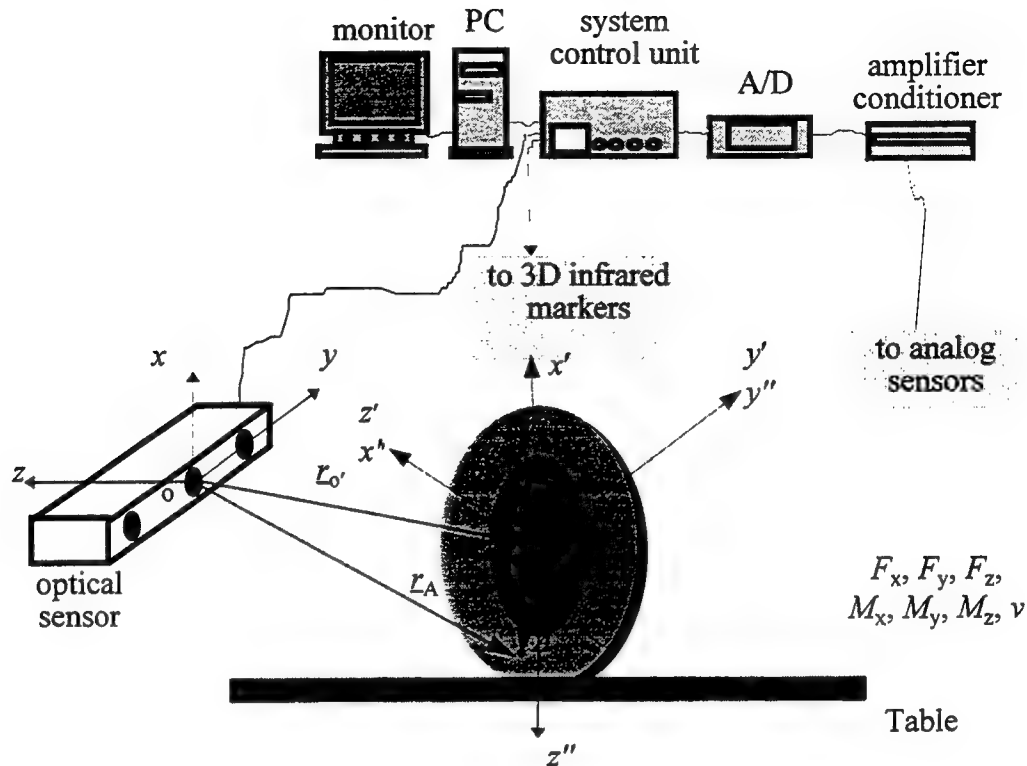 monitor
PC
system
control unit
A/D
amplifier
conditioner
to 3D infrared
markers
to analog
sensors
x
y
z
o
r_o'
r_A
x'
y'
y''
z'
x''
z''
optical
sensor
F_x, F_y, F_z,
M_x, M_y, M_z, v
Table